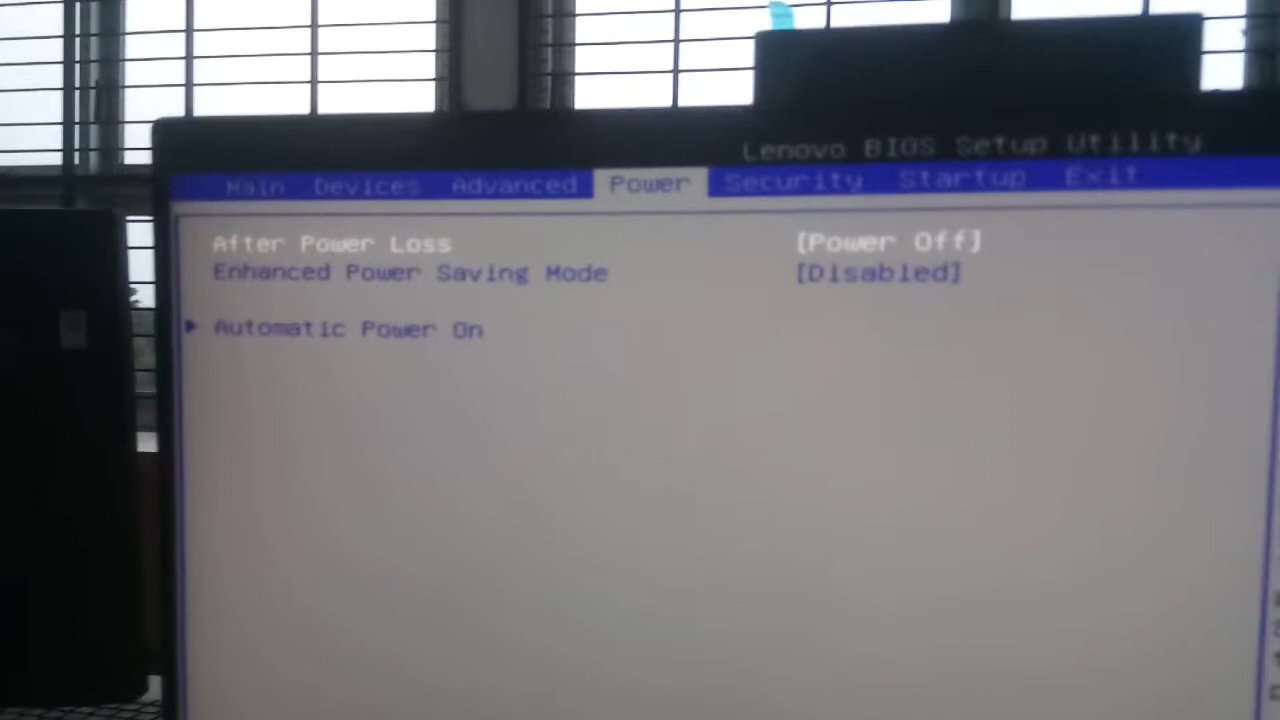 Lenovo BIOS Setup Utility
Main Devices Advanced Power Security Startup Exit
After Power Loss [Power Off]
Enhanced Power Saving Mode [Disabled]
Automatic Power On